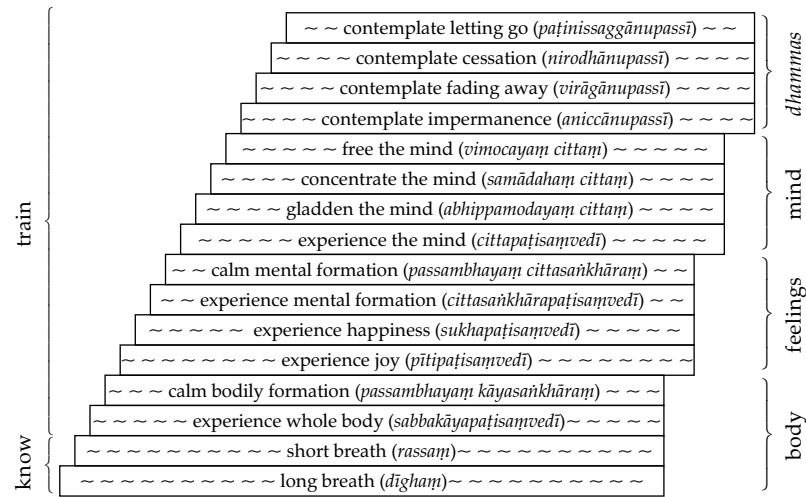 ~ ~ contemplate letting go (paṭinissaggānupassī) ~ ~
~ ~ ~ ~ contemplate cessation (nirodhānupassī) ~ ~ ~ ~
~ ~ ~ ~ contemplate fading away (virāgānupassī) ~ ~ ~ ~
~ ~ ~ ~ contemplate impermanence (aniccānupassī) ~ ~ ~ ~
dhammas
~ ~ ~ ~ ~ free the mind (vimocayaṃ cittaṃ) ~ ~ ~ ~ ~
~ ~ ~ ~ concentrate the mind (samādahaṃ cittaṃ) ~ ~ ~ ~
~ ~ ~ ~ gladden the mind (abhippamodayaṃ cittaṃ) ~ ~ ~ ~
~ ~ ~ ~ ~ experience the mind (cittapaṭisaṃvedī) ~ ~ ~ ~ ~
mind
train
~ ~ calm mental formation (passambhayaṃ cittasaṅkhāraṃ) ~ ~
~ ~ experience mental formation (cittasaṅkhārapaṭisaṃvedī) ~ ~
~ ~ ~ ~ ~ experience happiness (sukhapaṭisaṃvedī) ~ ~ ~ ~ ~
~ ~ ~ ~ ~ ~ ~ experience joy (pītipaṭisaṃvedī) ~ ~ ~ ~ ~ ~ ~
feelings
~ ~ ~ calm bodily formation (passambhayaṃ kāyasaṅkhāraṃ) ~ ~ ~
~ ~ ~ ~ experience whole body (sabbakāyapaṭisaṃvedī)~ ~ ~ ~ ~
~ ~ ~ ~ ~ ~ ~ ~ ~ ~ short breath (rassaṃ)~ ~ ~ ~ ~ ~ ~ ~ ~ ~
~ ~ ~ ~ ~ ~ ~ ~ ~ ~ long breath (dīghaṃ)~ ~ ~ ~ ~ ~ ~ ~ ~ ~
know
body